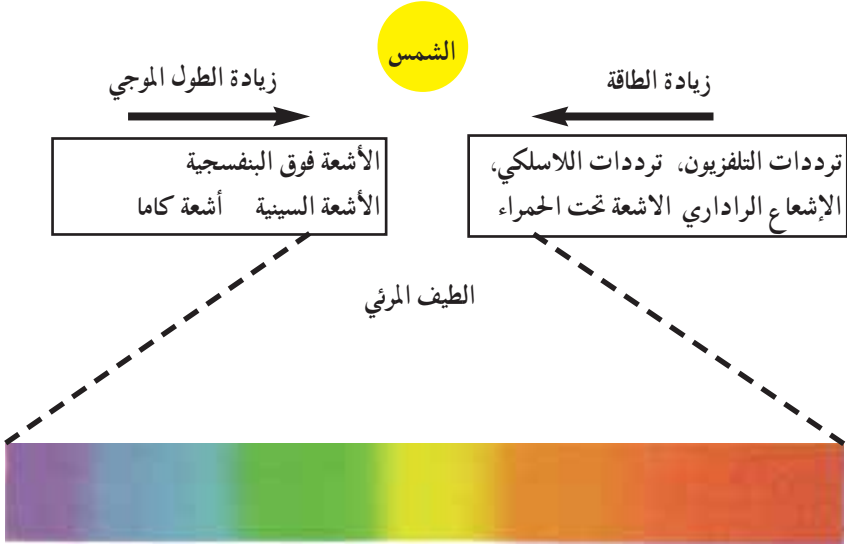 الشمس
زيادة الطاقة
زيادة الطول الموجي
ترددات التلفزيون، ترددات اللاسلكي،
الإشعاع الراداري الاشعة تحت الحمراء
الأشعة فوق البنفسجية
الأشعة السينية أشعة كاما
الطيف المرئي